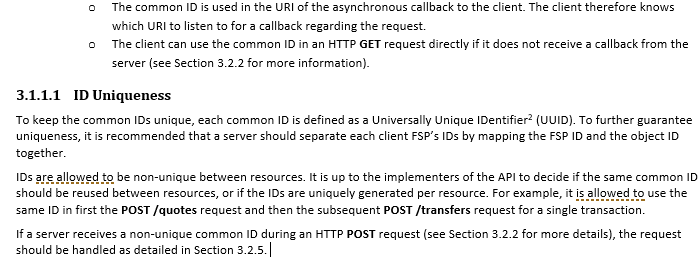 o The common ID is used in the URI of the asynchronous callback to the client. The client therefore knows
which URI to listen to for a callback regarding the request.
o The client can use the common ID in an HTTP GET request directly if it does not receive a callback from the
server (see Section 3.2.2 for more information).
3.1.1.1 ID Uniqueness
To keep the common IDs unique, each common ID is defined as a Universally Unique IDentifier² (UUID). To further guarantee
uniqueness, it is recommended that a server should separate each client FSP's IDs by mapping the FSP ID and the object ID
together.
IDs are allowed to be non-unique between resources. It is up to the implementers of the API to decide if the same common ID
should be reused between resources, or if the IDs are uniquely generated per resource. For example, it is allowed to use the
same ID in first the POST /quotes request and then the subsequent POST /transfers request for a single transaction.
If a server receives a non-unique common ID during an HTTP POST request (see Section 3.2.2 for more details), the request
should be handled as detailed in Section 3.2.5.